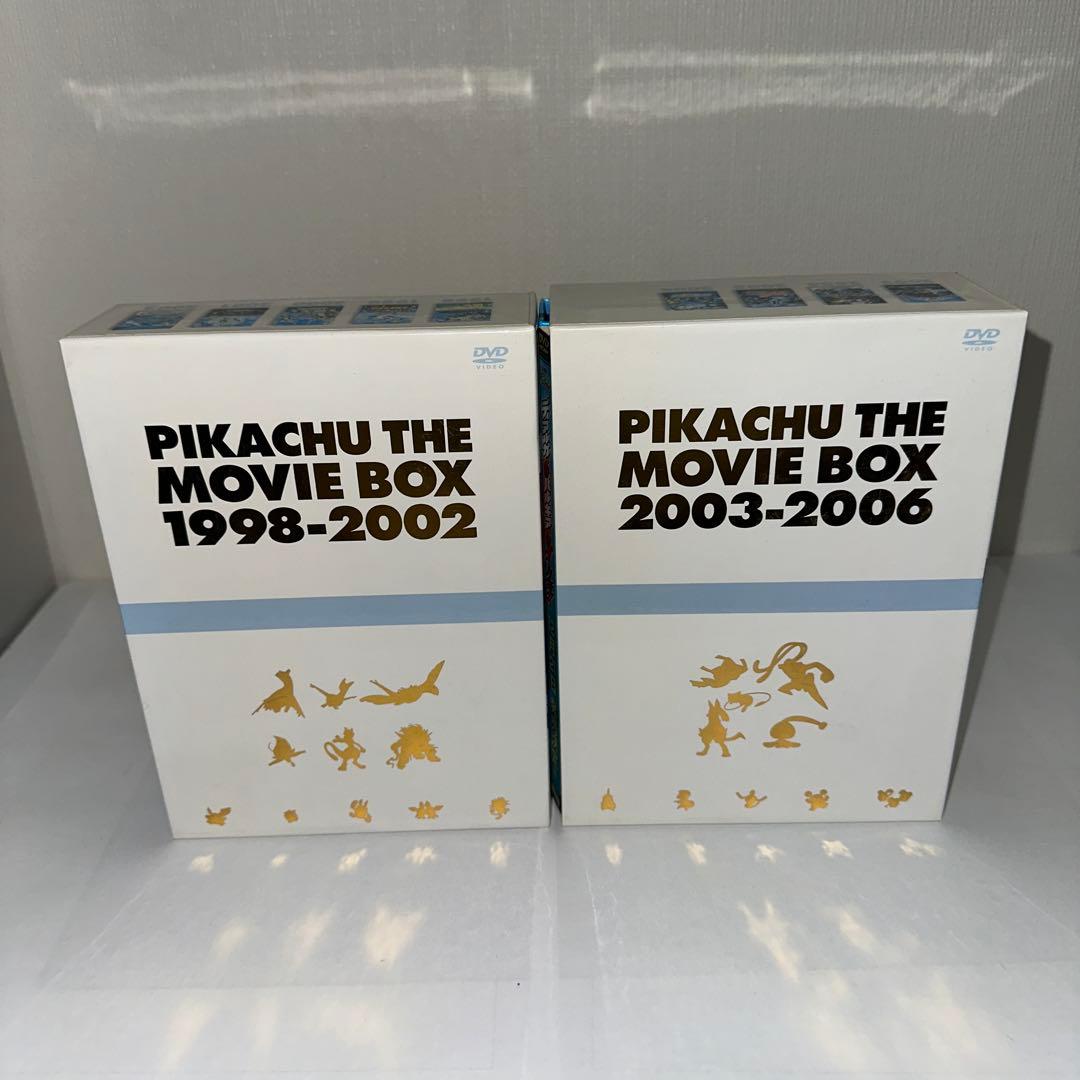 DVD
VIDEO
PIKACHU THE
MOVIE BOX
1998-2002
DVD
VIDEO
PIKACHU THE
MOVIE BOX
2003-2006